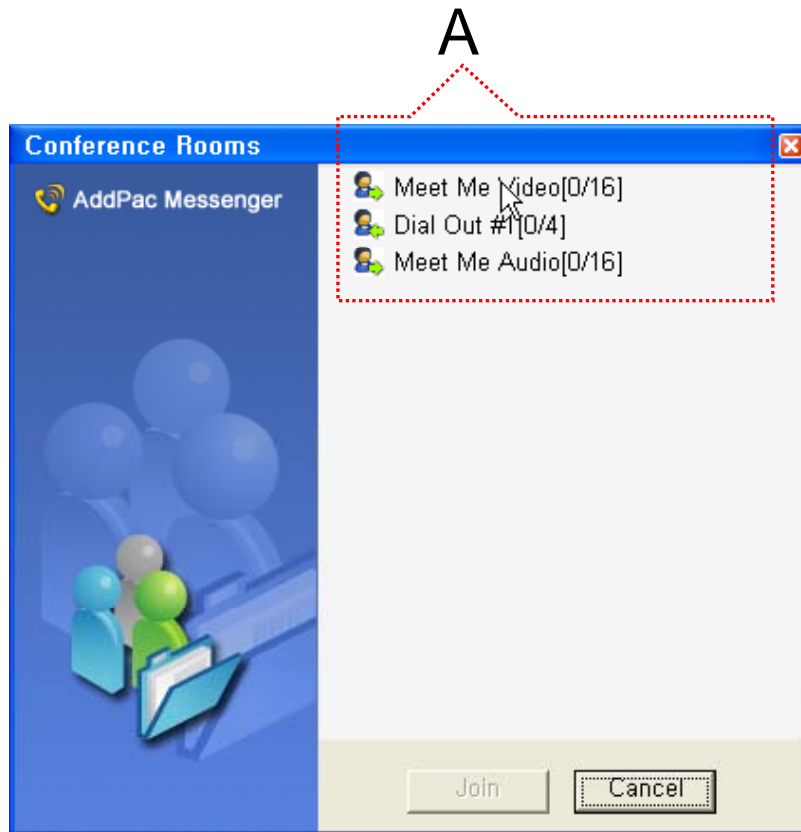 A
Conference Rooms
AddPac Messenger
Meet Me Video[0/16]
Dial Out #1[0/4]
Meet Me Audio[0/16]
Join
Cancel